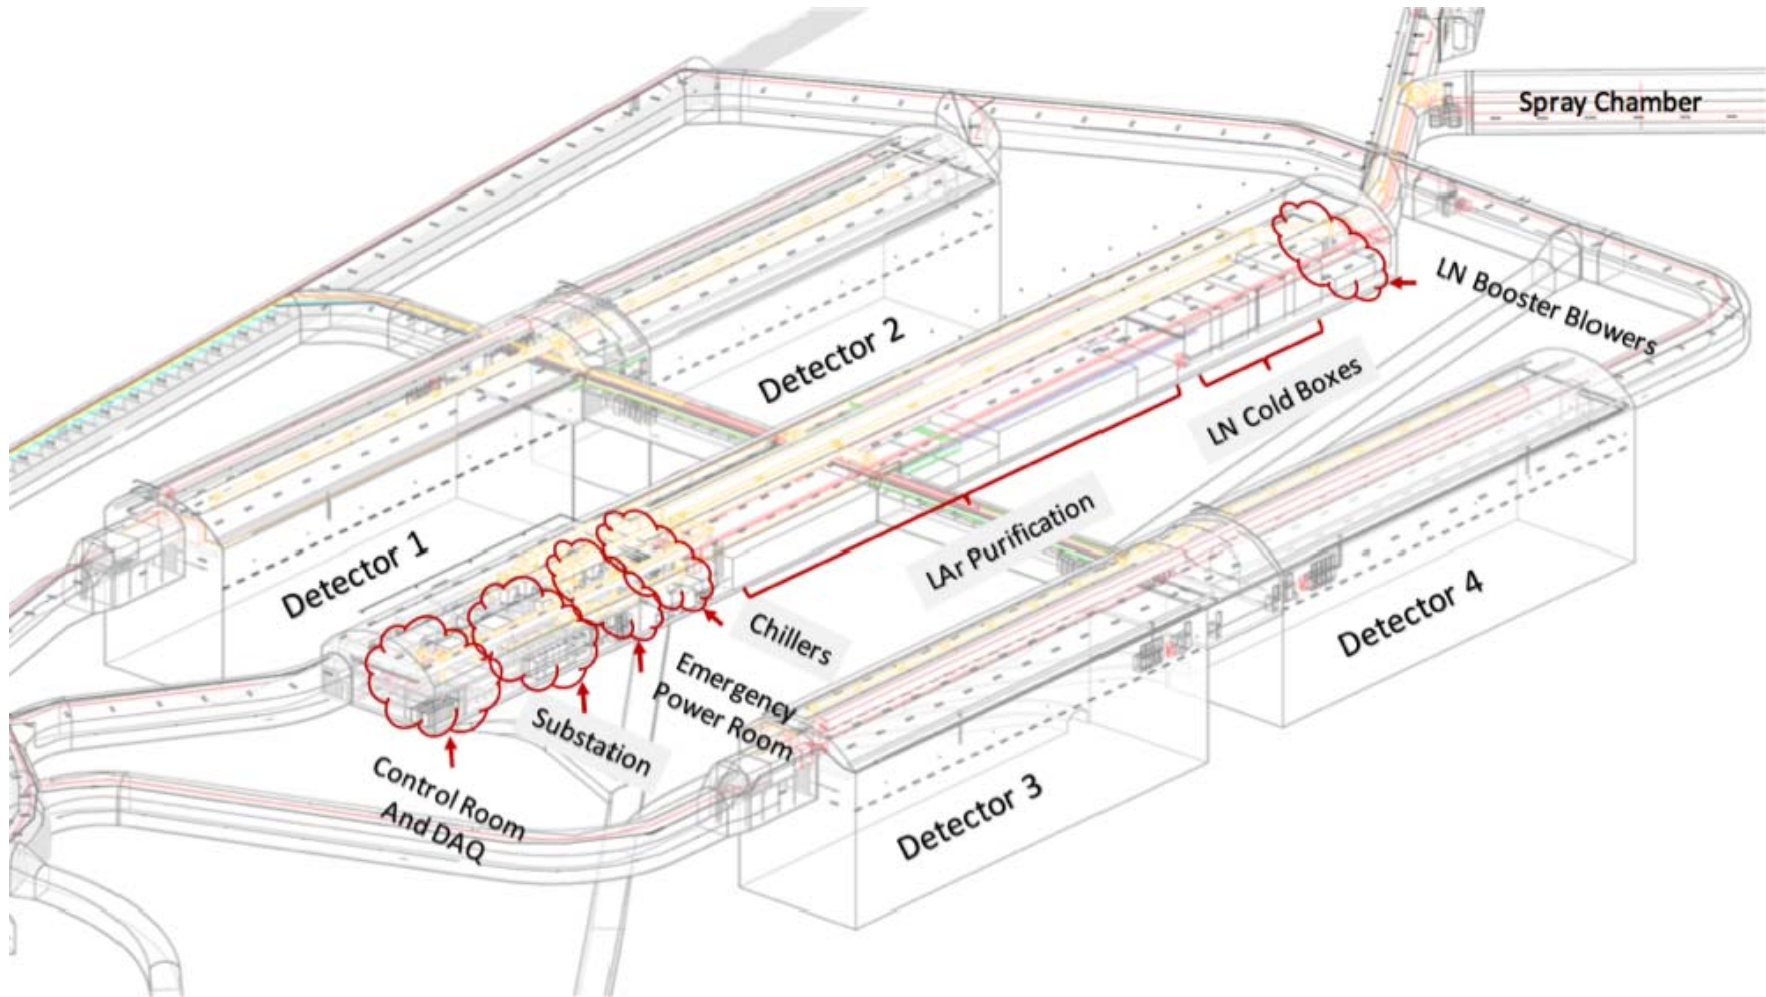 Spray Chamber
LN Booster Blowers
Detector 2
LN Cold Boxes
LAr Purification
Detector 1
Detector 4
Chillers
Emergency
Power Room
Substation
Control Room
And DAQ
Detector 3